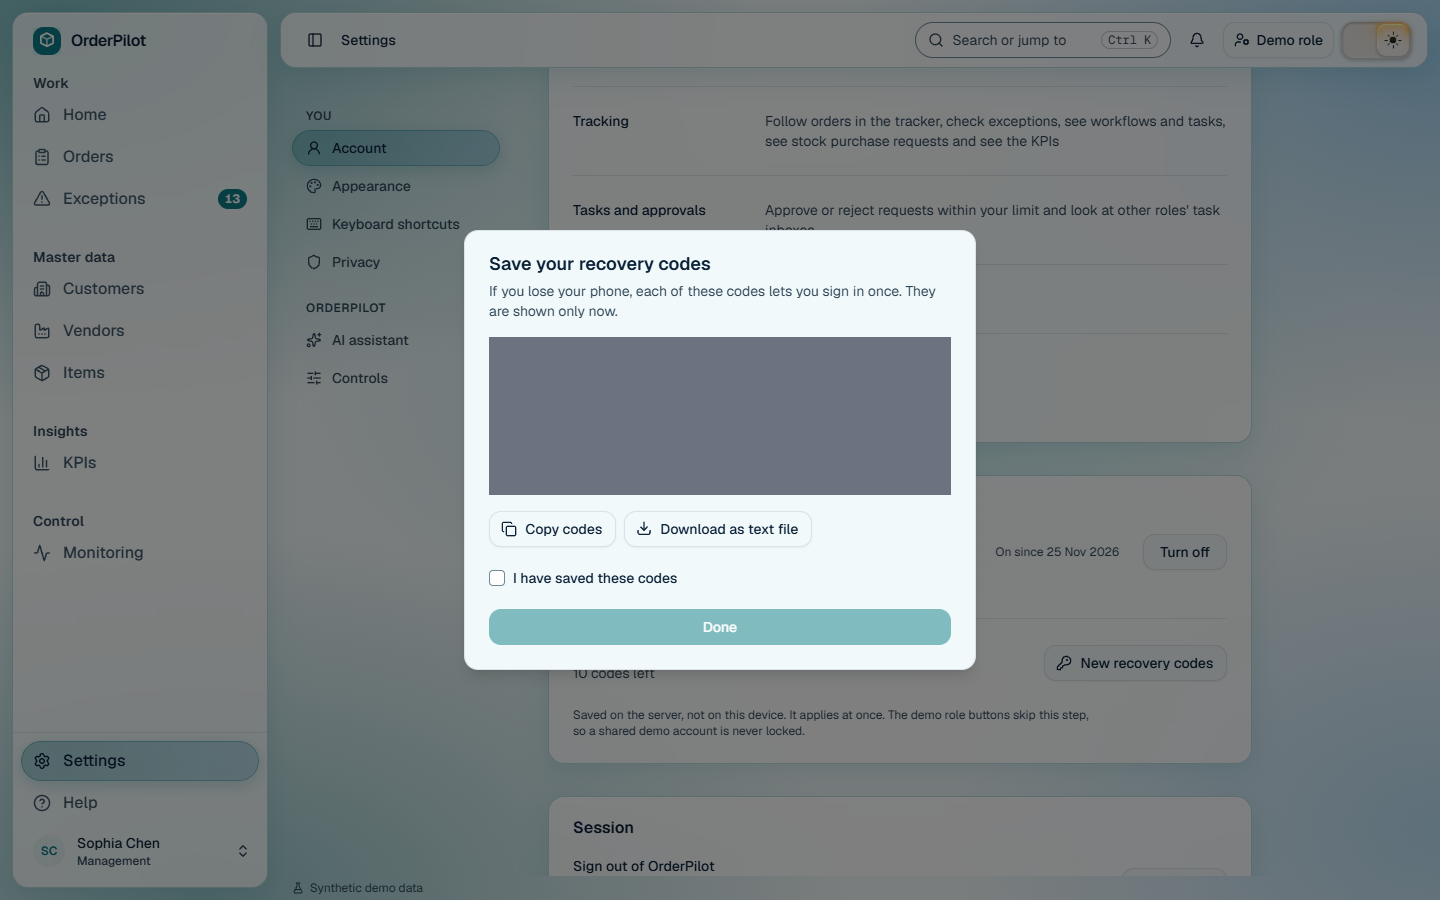 OrderPilot
Work
Home
Orders
Exceptions
13
Master data
Customers
Vendors
Items
Insights
KPIs
Control
Monitoring
Settings
Help
SC
Sophia Chen
Management
Settings
Search or jump to
Ctrl K
Demo role
YOU
Account
Appearance
Keyboard shortcuts
Privacy
ORDERPILOT
AI assistant
Controls
Tracking
Follow orders in the tracker, check exceptions, see workflows and tasks,
see stock purchase requests and see the KPIs
Tasks and approvals
Approve or reject requests within your limit and look at other roles' task
inboxes
Save your recovery codes
If you lose your phone, each of these codes lets you sign in once. They
are shown only now.
Copy codes
Download as text file
I have saved these codes
Done
On since 25 Nov 2026
Turn off
10 codes left
New recovery codes
Saved on the server, not on this device. It applies at once. The demo role buttons skip this step,
so a shared demo account is never locked.
Session
Sign out of OrderPilot
Synthetic demo data